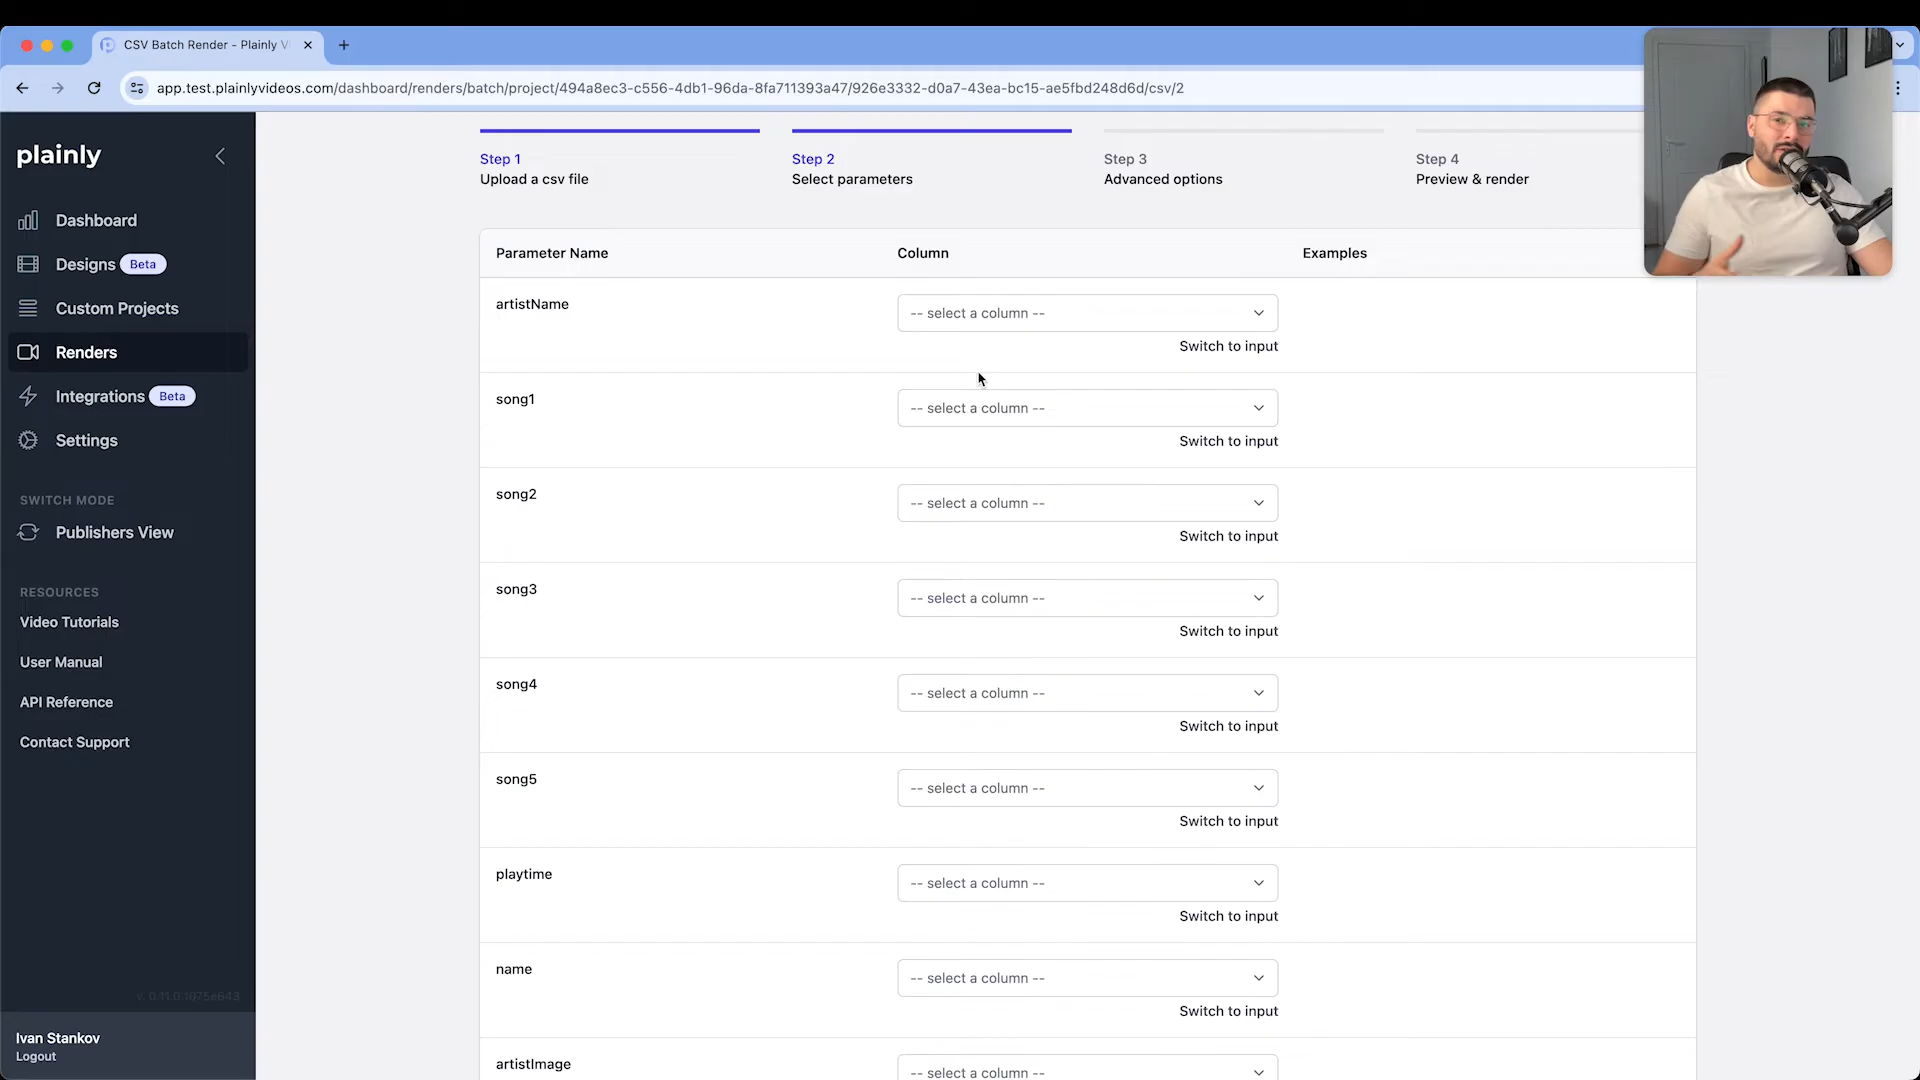 CSV Batch Render - Plainly Vi
app.test.plainlyvideos.com/dashboard/renders/batch/project/494a8ec3-c556-4db1-96da-8fa711393a47/926e3332-d0a7-43ea-bc15-ae5fbd248d6d/csv/2
plainly
Dashboard
Designs Beta
Custom Projects
Renders
Integrations Beta
Settings
SWITCH MODE
Publishers View
RESOURCES
Video Tutorials
User Manual
API Reference
Contact Support
v. 0.11.0.1875e643
Ivan Stankov
Logout
Step 1
Upload a csv file
Step 2
Select parameters
Step 3
Advanced options
Step 4
Preview & render
Parameter Name Column Examples
artistName -- select a column --
Switch to input
song1 -- select a column --
Switch to input
song2 -- select a column --
Switch to input
song3 -- select a column --
Switch to input
song4 -- select a column --
Switch to input
song5 -- select a column --
Switch to input
playtime -- select a column --
Switch to input
name -- select a column --
Switch to input
artistImage -- select a column --